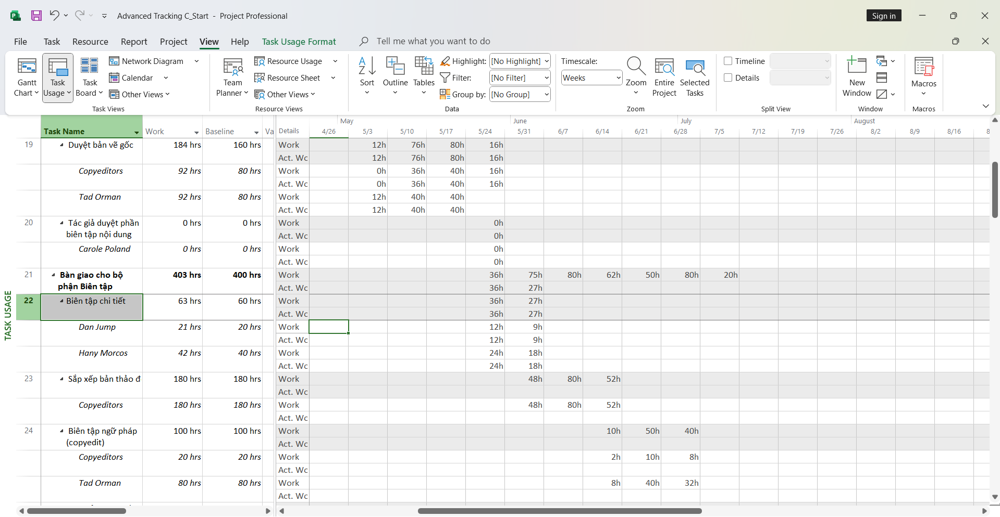 Advanced Tracking C_Start - Project Professional
Sign in
File Task Resource Report Project View Help Task Usage Format Tell me what you want to do
Gantt Chart
Task Usage
Task Board
Network Diagram
Calendar
Other Views
Task Views
Team Planner
Resource Usage
Resource Sheet
Other Views
Resource Views
Sort
Outline
Tables
Highlight: [No Highlight]
Filter: [No Filter]
Group by: [No Group]
Data
Timescale:
Weeks
Zoom
Entire Project
Selected Tasks
Zoom
Timeline
Details
Split View
New Window
Window
Macros
Macros
May June July August
Task Name Work Baseline Va Details 4/26 5/3 5/10 5/17 5/24 5/31 6/7 6/14 6/21 6/28 7/5 7/12 7/19 7/26 8/2 8/9 8/16 8
TASK USAGE
19 Duyệt bản vẽ gốc 184 hrs 160 hrs Work 12h 76h 80h 16h
Act. Wc 12h 76h 80h 16h
Copyeditors 92 hrs 80 hrs Work 0h 36h 40h 16h
Act. Wc 0h 36h 40h 16h
Tad Orman 92 hrs 80 hrs Work 12h 40h 40h
Act. Wc 12h 40h 40h
20 Tác giả duyệt phần 0 hrs 0 hrs Work 0h
biên tập nội dung Act. Wc 0h
Carole Poland 0 hrs 0 hrs Work 0h
Act. Wc 0h
21 Bàn giao cho bộ 403 hrs 400 hrs Work 36h 75h 80h 62h 50h 80h 20h
phận Biên tập Act. Wc 36h 27h
22 Biên tập chi tiết 63 hrs 60 hrs Work 36h 27h
Act. Wc 36h 27h
Dan Jump 21 hrs 20 hrs Work 12h 9h
Act. Wc 12h 9h
Hany Morcos 42 hrs 40 hrs Work 24h 18h
Act. Wc 24h 18h
23 Sắp xếp bản thảo đ 180 hrs 180 hrs Work 48h 80h 52h
Act. Wc
Copyeditors 180 hrs 180 hrs Work 48h 80h 52h
Act. Wc
24 Biên tập ngữ pháp 100 hrs 100 hrs Work 10h 50h 40h
(copyedit) Act. Wc
Copyeditors 20 hrs 20 hrs Work 2h 10h 8h
Act. Wc
Tad Orman 80 hrs 80 hrs Work 8h 40h 32h
Act. Wc